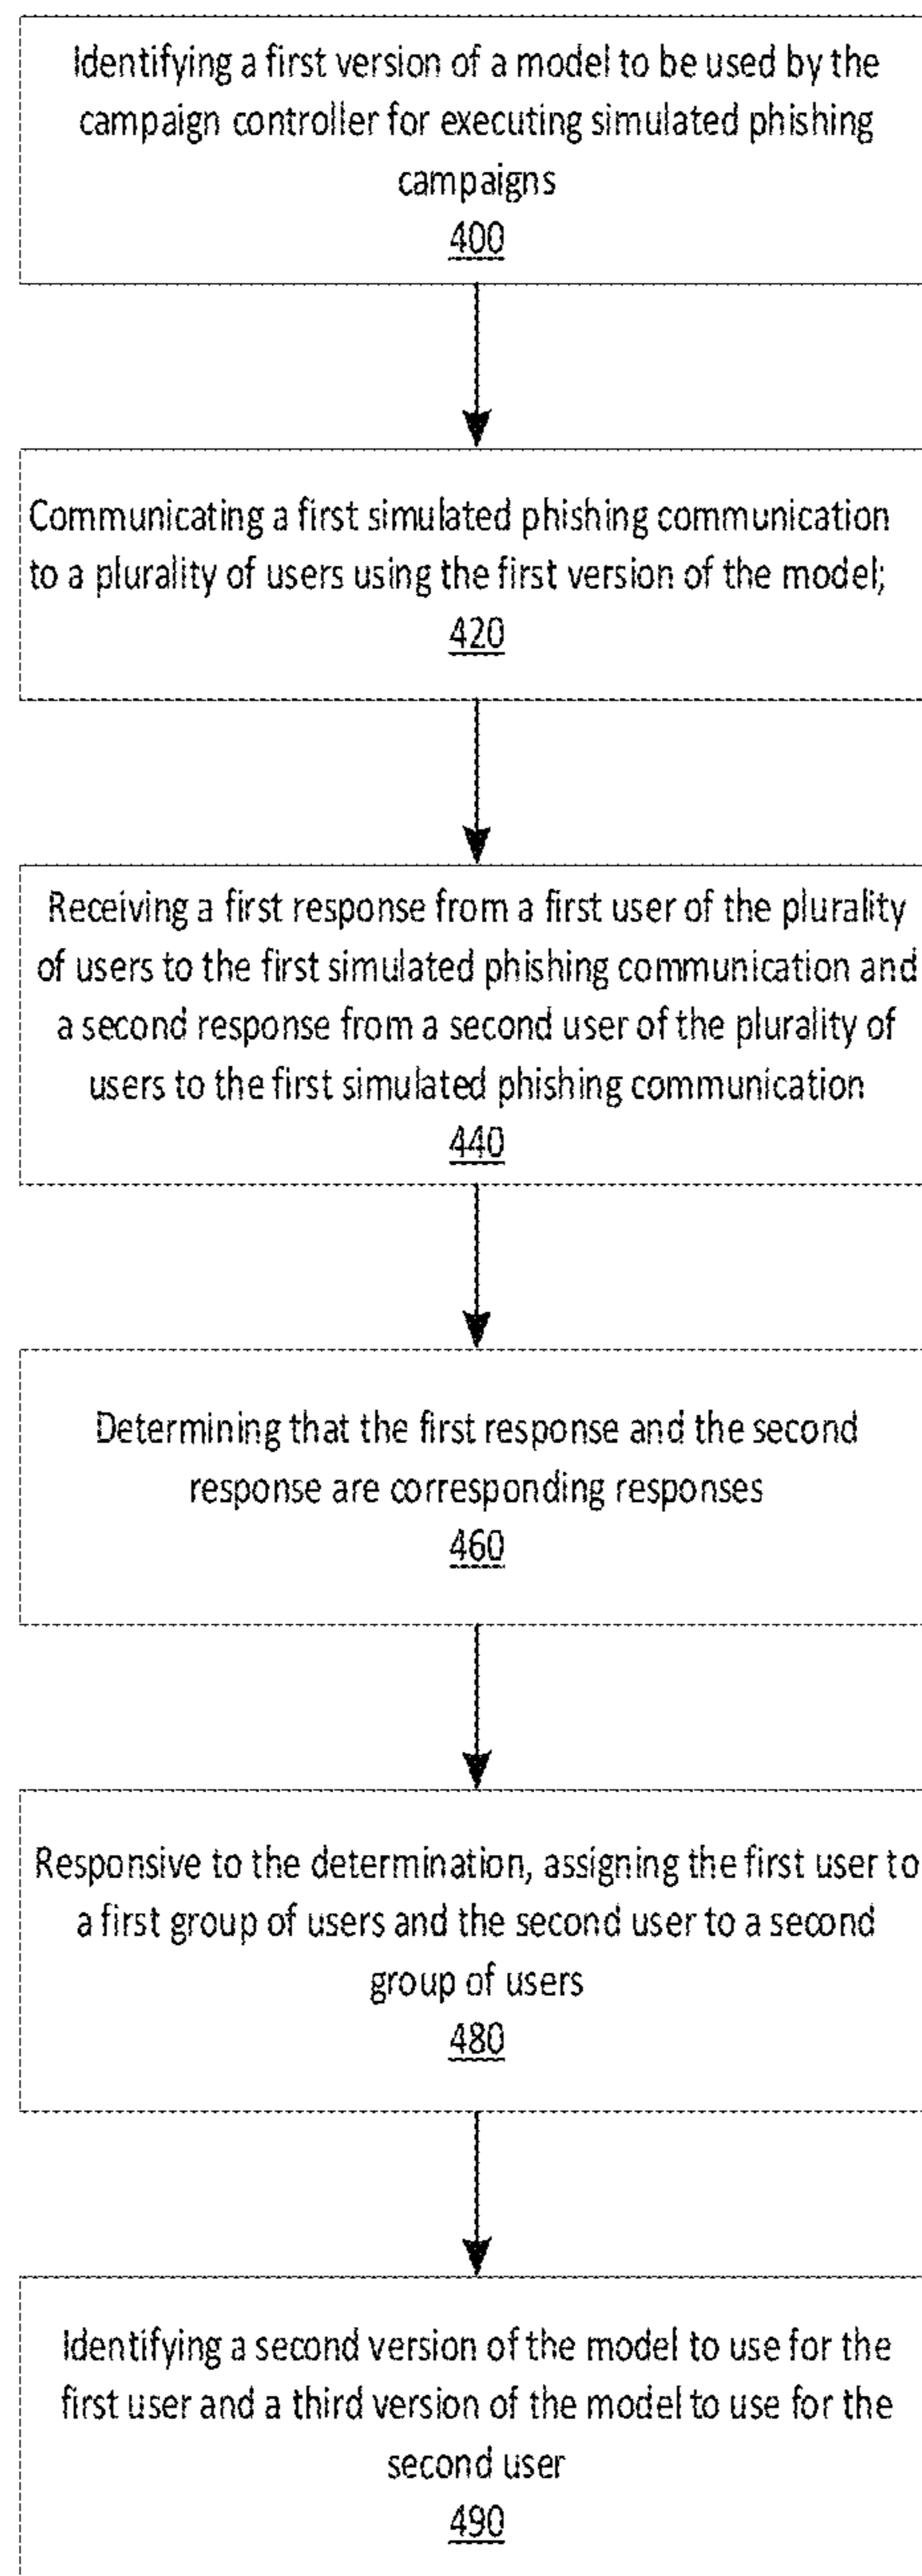 Identifying a first version of a model to be used by the
campaign controller for executing simulated phishing
campaigns
400
Communicating a first simulated phishing communication
to a plurality of users using the first version of the model;
420
Receiving a first response from a first user of the plurality
of users to the first simulated phishing communication and
a second response from a second user of the plurality of
users to the first simulated phishing communication
440
Determining that the first response and the second
response are corresponding responses
460
Responsive to the determination, assigning the first user to
a first group of users and the second user to a second
group of users
480
Identifying a second version of the model to use for the
first user and a third version of the model to use for the
second user
490